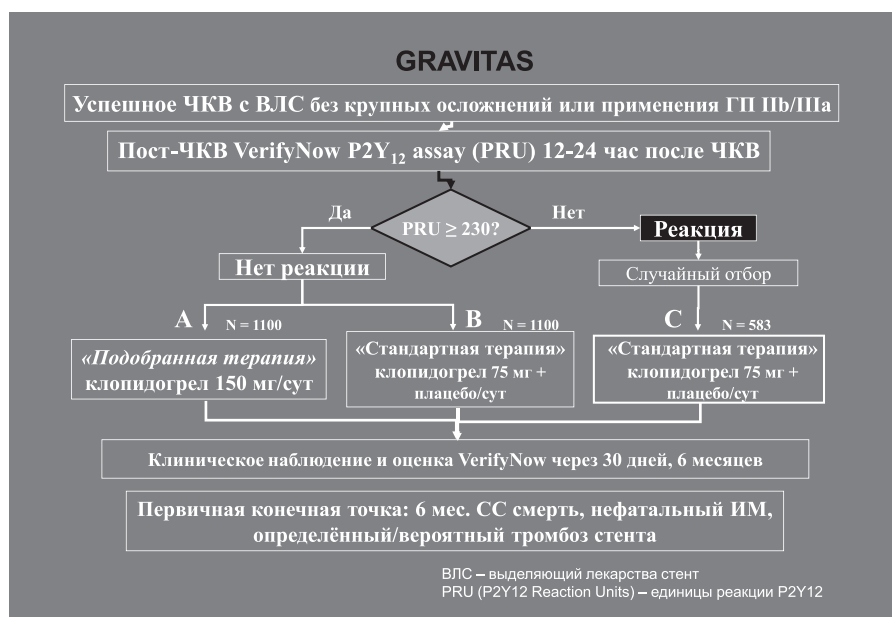 GRAVITAS
Успешное ЧКВ с ВЛС без крупных осложнений или применения ГП IIb/IIIa
Пост-ЧКВ VerifyNow P2Y12 assay (PRU) 12-24 час после ЧКВ
Да
PRU ≥ 230?
Нет
Реакция
Нет реакции
Случайный отбор
A
N = 1100
B
N = 1100
C
N = 583
«Подобранная терапия»
клопидогрел 150 мг/сут
«Стандартная терапия»
клопидогрел 75 мг +
плацебо/сут
«Стандартная терапия»
клопидогрел 75 мг +
плацебо/сут
Клиническое наблюдение и оценка VerifyNow через 30 дней, 6 месяцев
Первичная конечная точка: 6 мес. СС смерть, нефатальный ИМ,
определённый/вероятный тромбоз стента
ВЛС – выделяющий лекарства стент
PRU (P2Y12 Reaction Units) – единицы реакции P2Y12